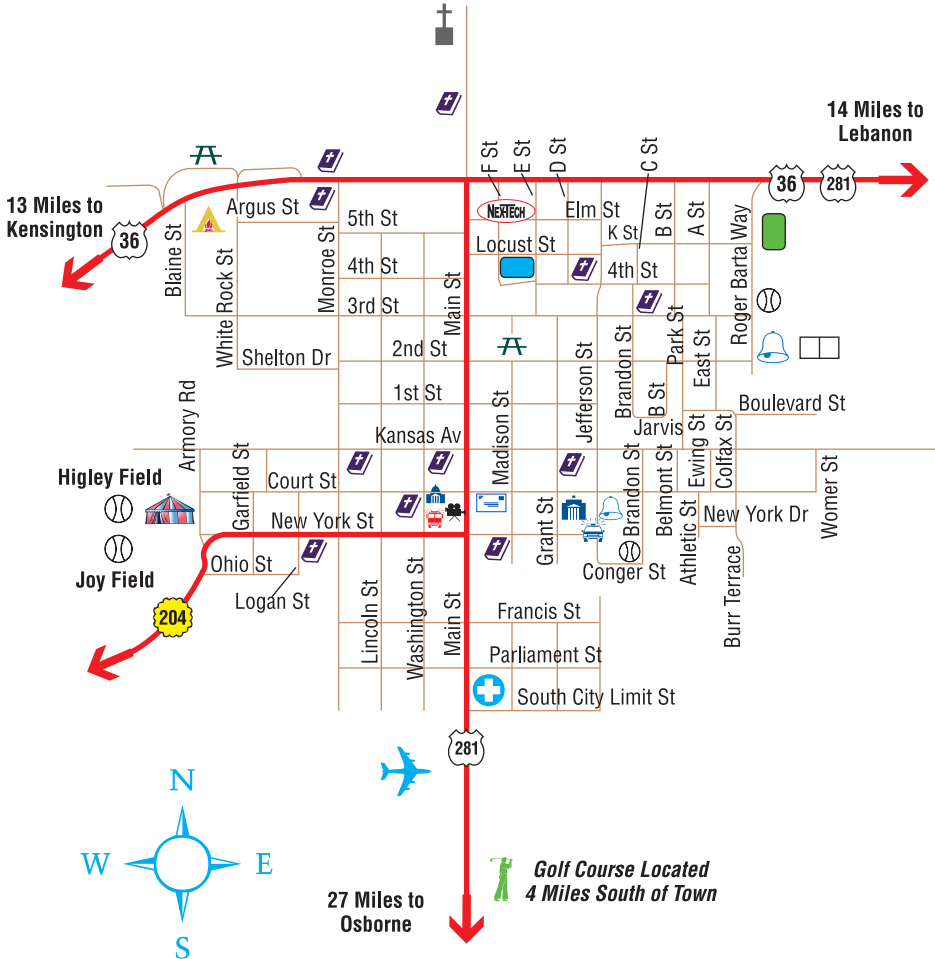 14 Miles to
Lebanon
F St
E St
D St
C St
36
281
13 Miles to
Kensington
36
Argus St
5th St
NEXTECH
Elm St
K St
B St
A St
Locust St
4th St
4th St
3rd St
Blaine St
White Rock St
Monroe St
Main St
Roger Barta Way
Shelton Dr
2nd St
1st St
Kansas Av
Madison St
Jefferson St
Brandon St
B St
Park St
East St
Jarvis
Boulevard St
Armory Rd
Higley Field
Garfield St
Court St
New York St
Joy Field
Ohio St
Logan St
204
Grant St
Brandon St
Belmont St
Ewing St
Colfax St
Athletic St
New York Dr
Womer St
Conger St
Burr Terrace
Lincoln St
Washington St
Main St
Francis St
Parliament St
South City Limit St
281
N
W
E
S
Golf Course Located
4 Miles South of Town
27 Miles to
Osborne